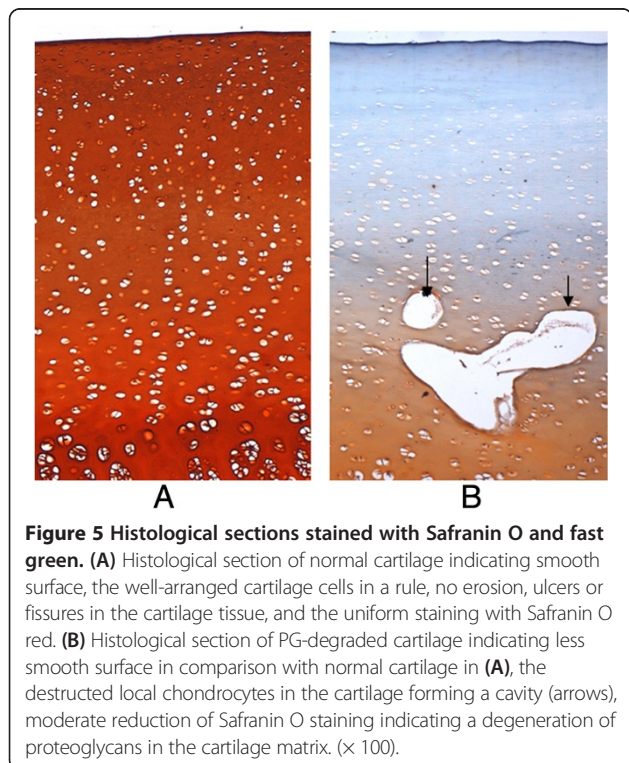 A
B
Figure 5 Histological sections stained with Safranin O and fast
green. (A) Histological section of normal cartilage indicating smooth
surface, the well-arranged cartilage cells in a rule, no erosion, ulcers or
fissures in the cartilage tissue, and the uniform staining with Safranin O
red. (B) Histological section of PG-degraded cartilage indicating less
smooth surface in comparison with normal cartilage in (A), the
destructed local chondrocytes in the cartilage forming a cavity (arrows),
moderate reduction of Safranin O staining indicating a degeneration of
proteoglycans in the cartilage matrix. (× 100).